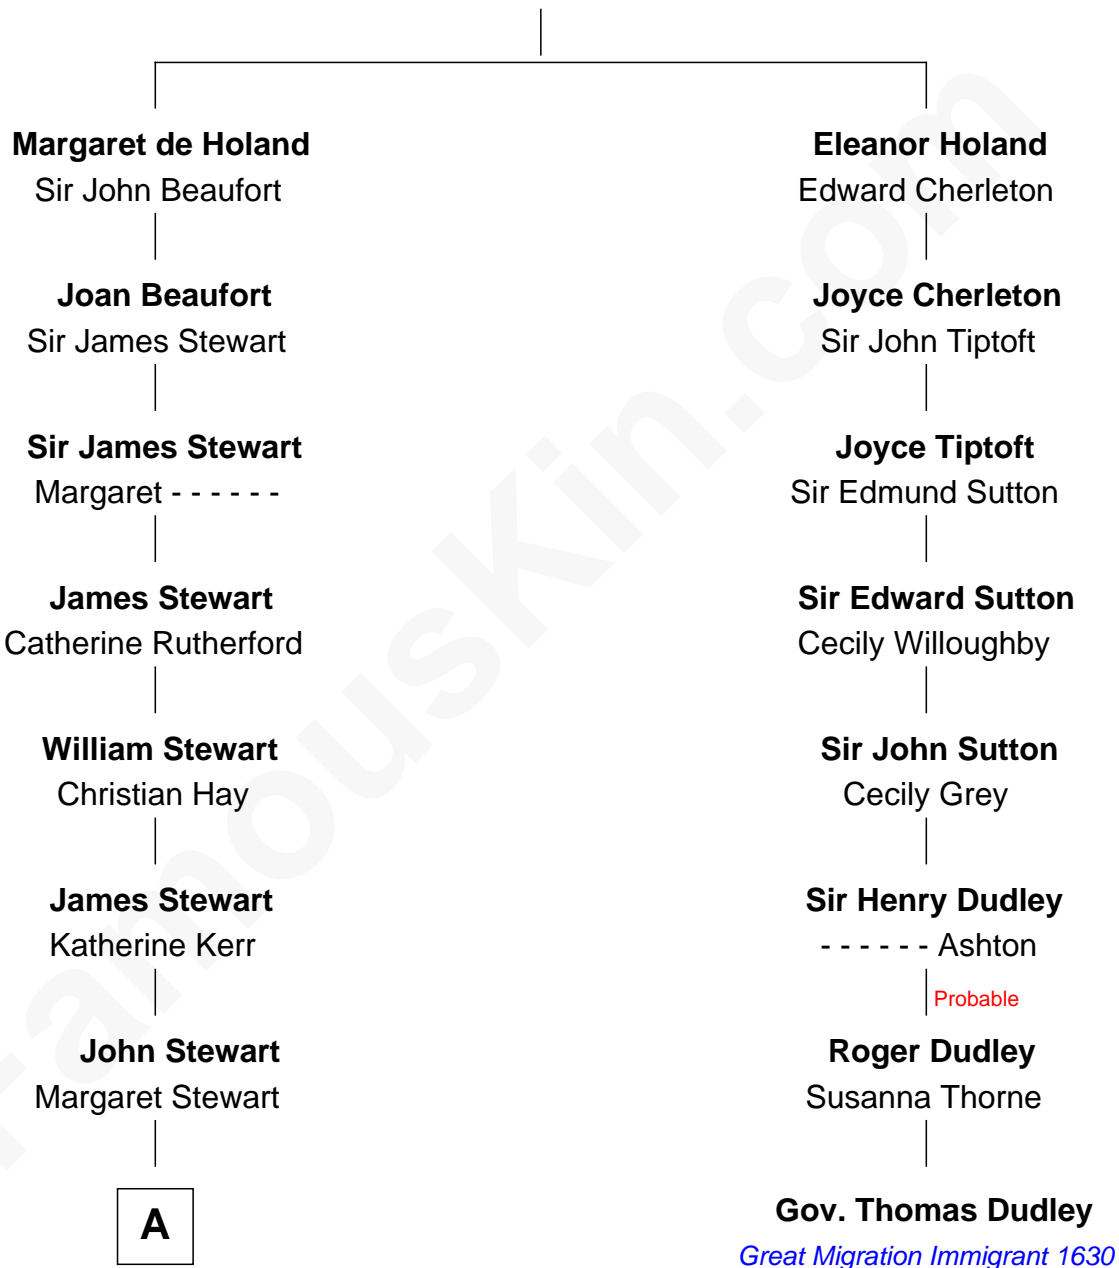 Margaret de Holand
Sir John Beaufort
Joan Beaufort
Sir James Stewart
Sir James Stewart
Margaret - - - - - -
James Stewart
Catherine Rutherford
William Stewart
Christian Hay
James Stewart
Katherine Kerr
John Stewart
Margaret Stewart
A
Eleanor Holand
Edward Cherleton
Joyce Cherleton
Sir John Tiptoft
Joyce Tiptoft
Sir Edmund Sutton
Sir Edward Sutton
Cecily Willoughby
Sir John Sutton
Cecily Grey
Sir Henry Dudley
- - - - - - Ashton
Probable
Roger Dudley
Susanna Thorne
Gov. Thomas Dudley
Great Migration Immigrant 1630
FamousKin.com